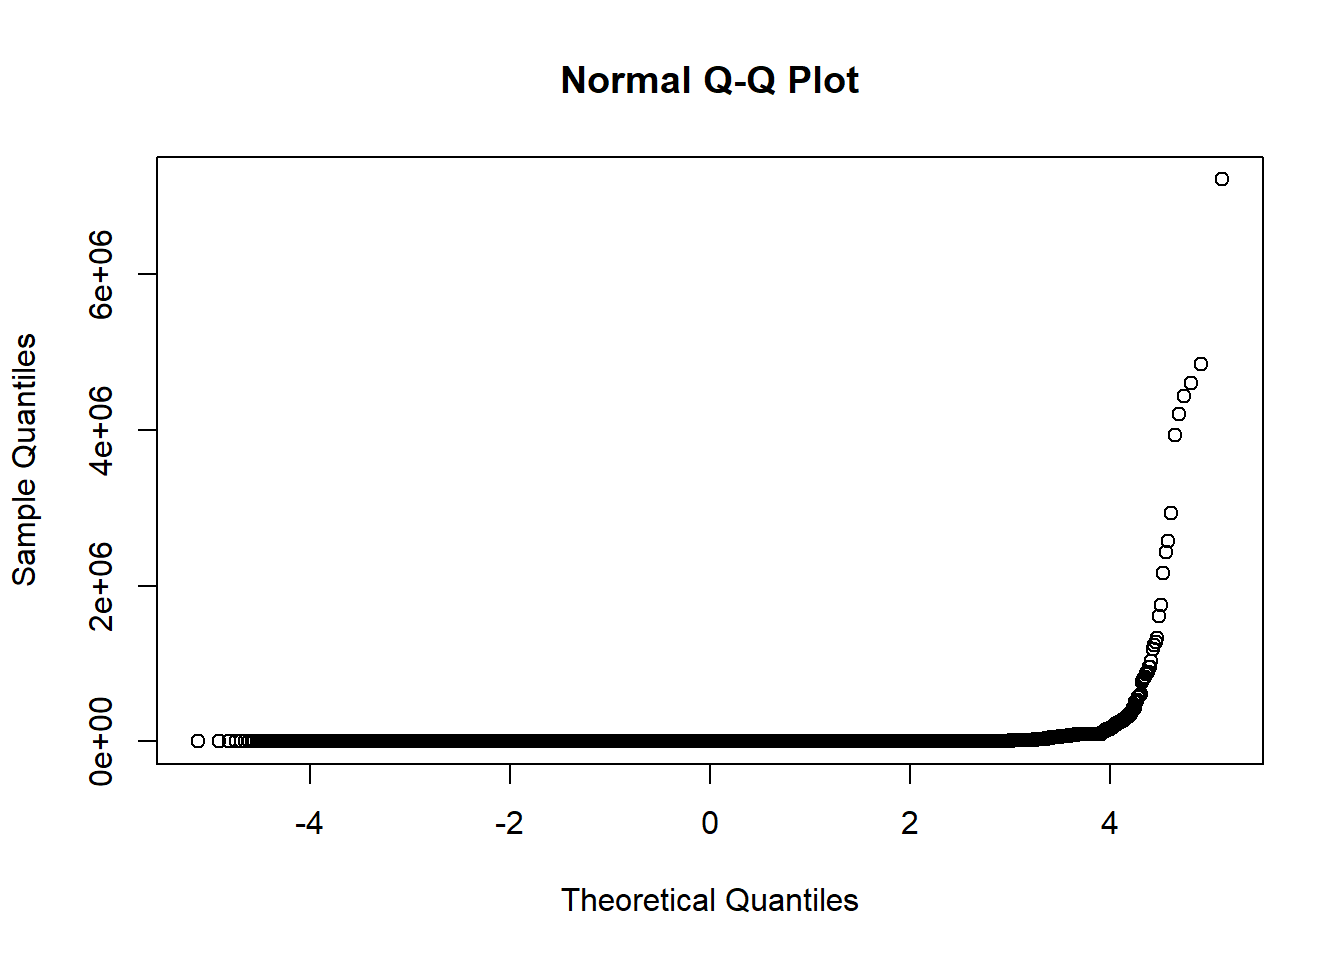 Normal Q-Q Plot
Sample Quantiles
6e+06
4e+06
2e+06
0e+00
-4 -2 0 2 4
Theoretical Quantiles